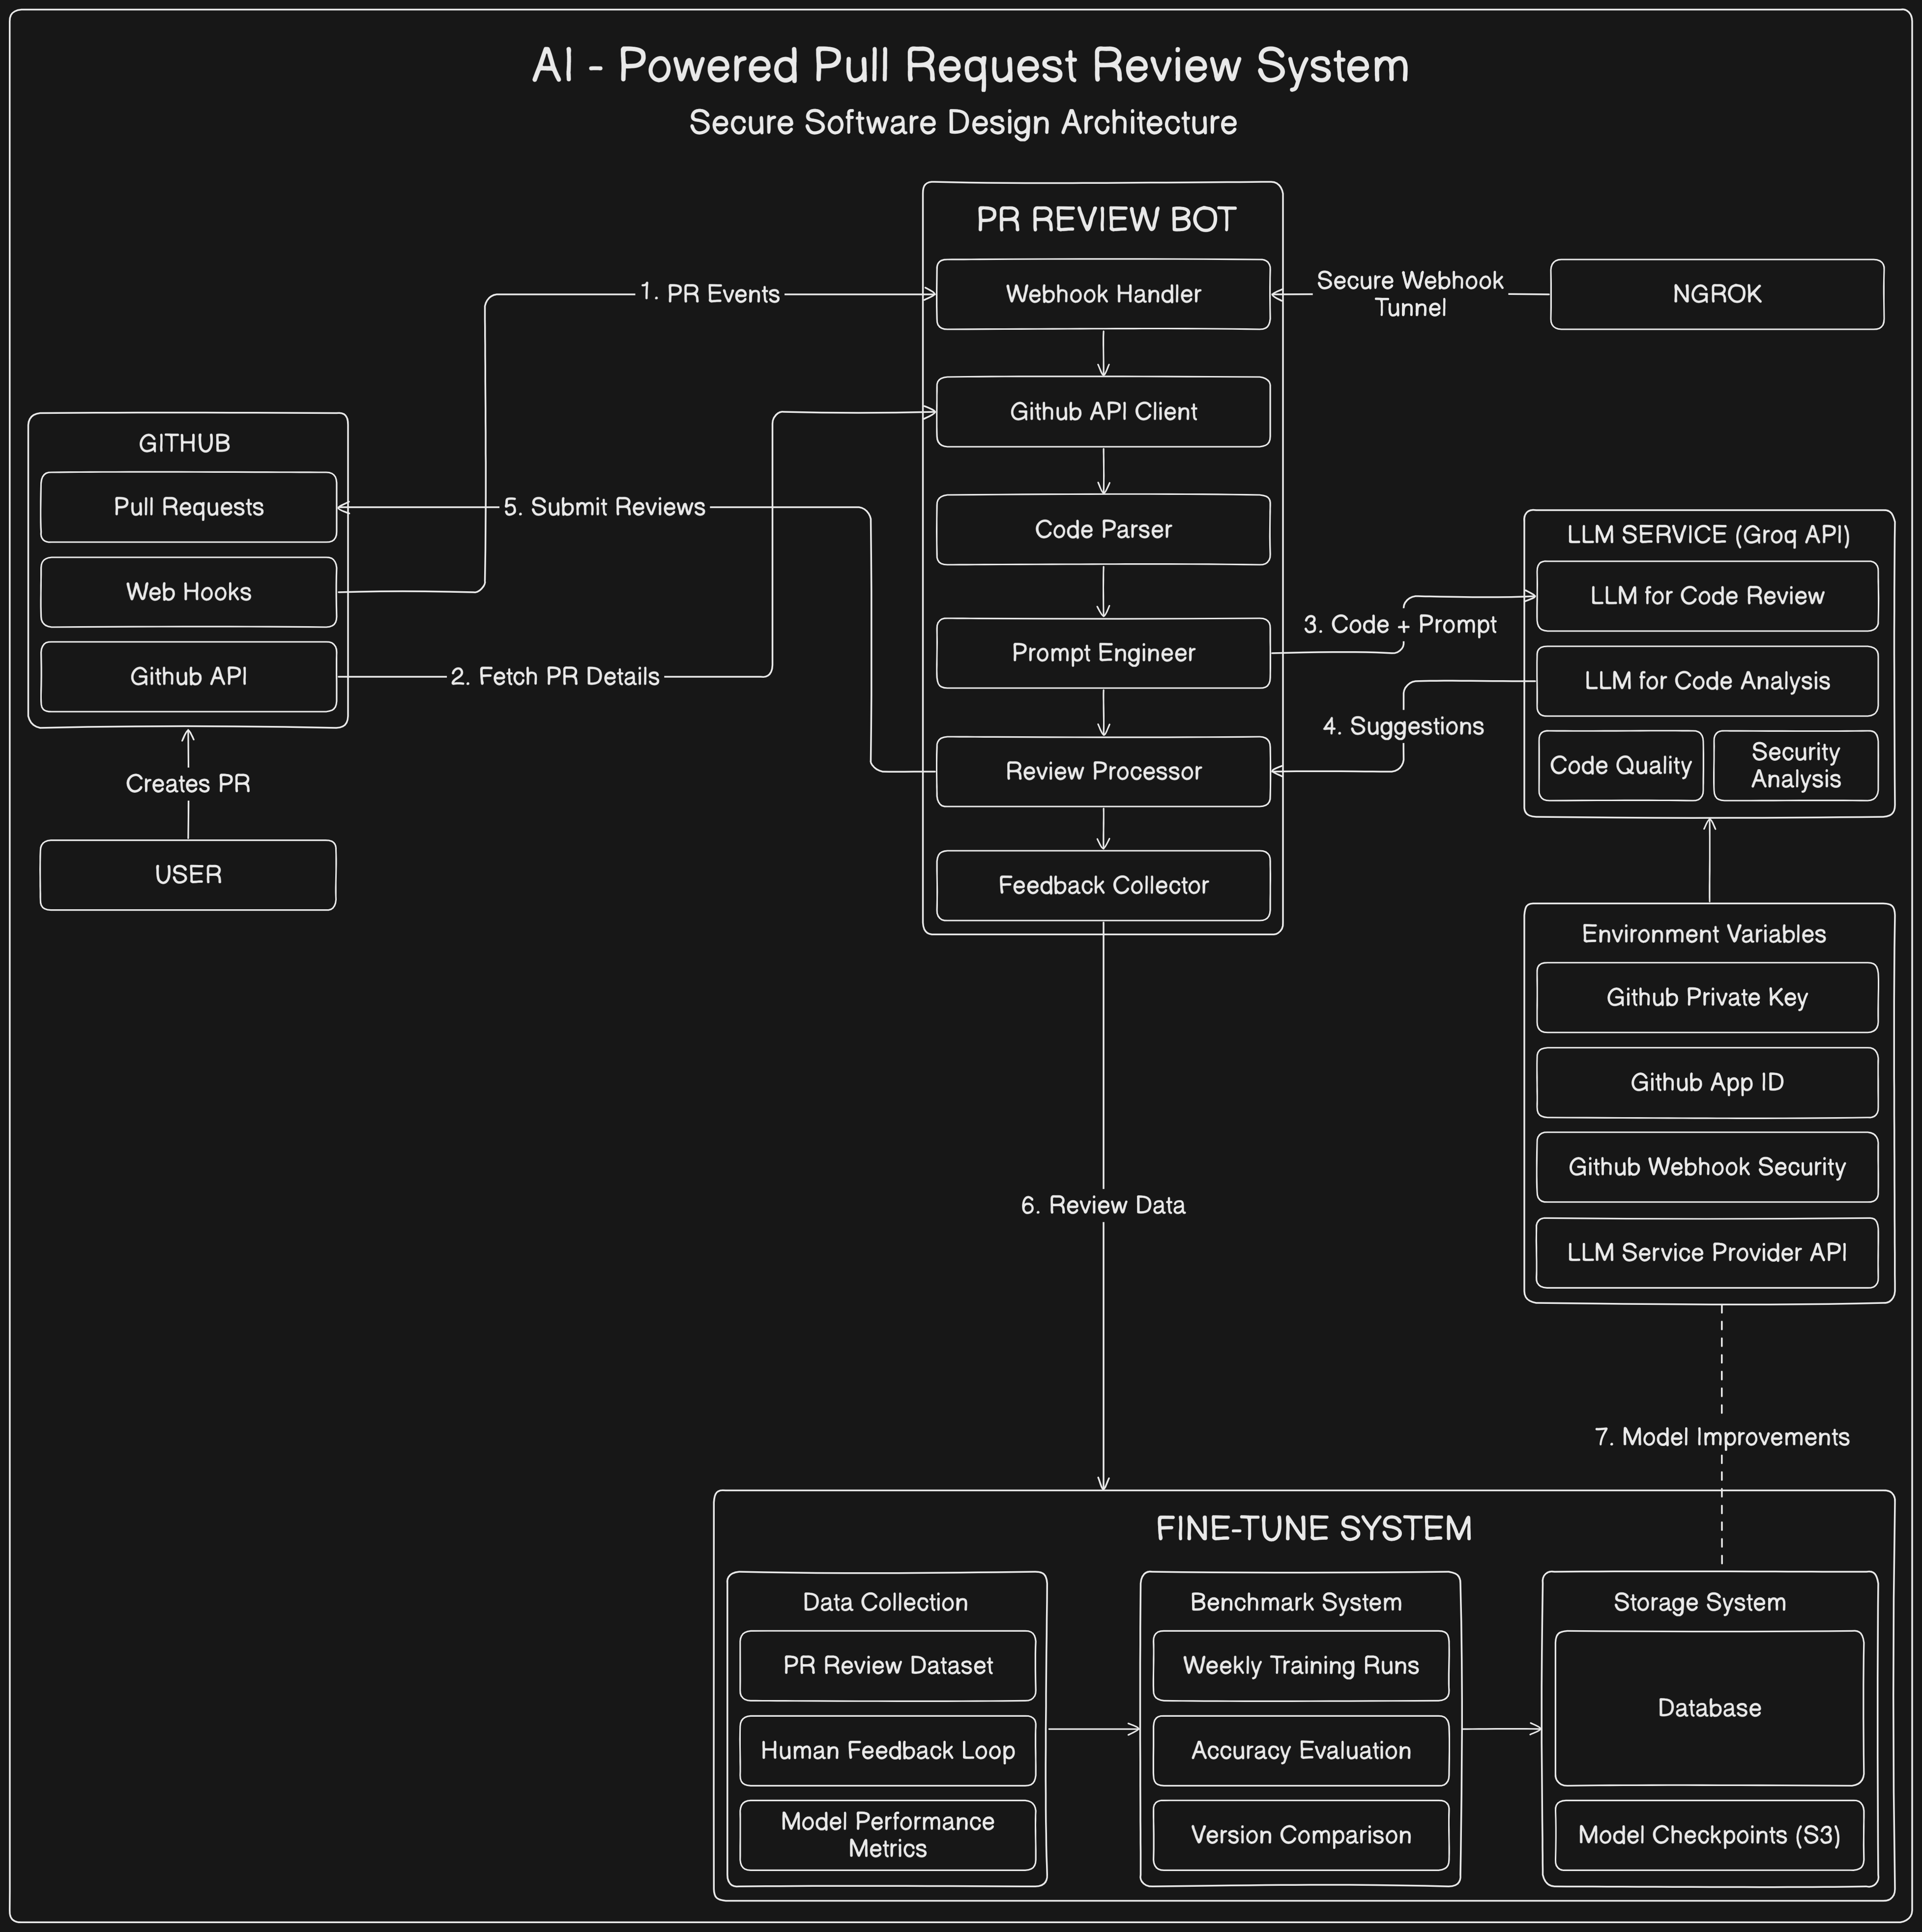 AI - Powered Pull Request Review System
Secure Software Design Architecture
PR REVIEW BOT
Webhook Handler
Github API Client
Code Parser
Prompt Engineer
Review Processor
Feedback Collector
1. PR Events
Secure Webhook
Tunnel
NGROK
GITHUB
Pull Requests
Web Hooks
Github API
5. Submit Reviews
2. Fetch PR Details
Creates PR
USER
LLM SERVICE (Groq API)
LLM for Code Review
LLM for Code Analysis
Code Quality
Security
Analysis
3. Code + Prompt
4. Suggestions
Environment Variables
Github Private Key
Github App ID
Github Webhook Security
LLM Service Provider API
6. Review Data
7. Model Improvements
FINE-TUNE SYSTEM
Data Collection
PR Review Dataset
Human Feedback Loop
Model Performance
Metrics
Benchmark System
Weekly Training Runs
Accuracy Evaluation
Version Comparison
Storage System
Database
Model Checkpoints (S3)